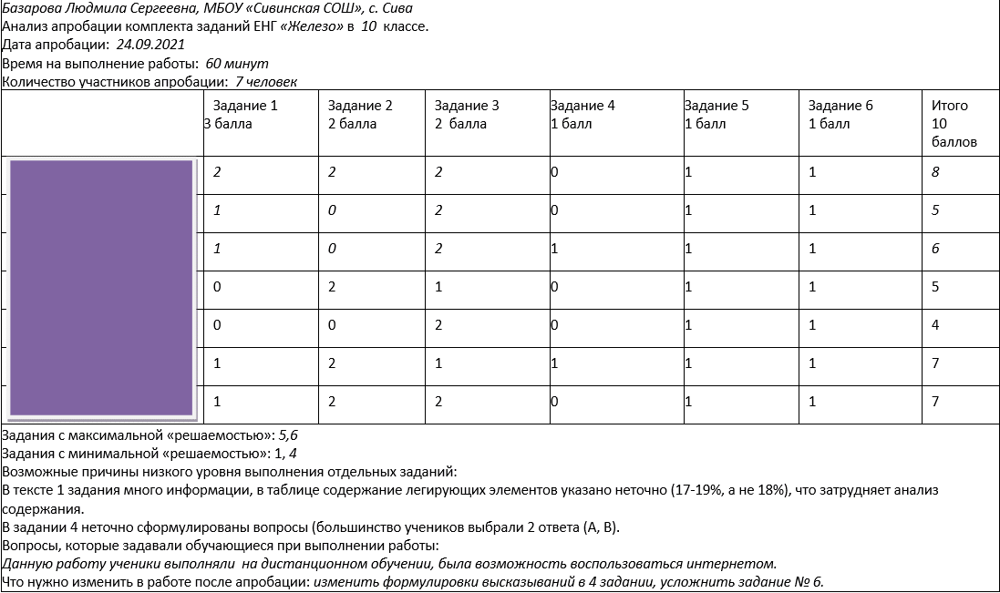 Базарова Людмила Сергеевна, МБОУ «Сивинская СОШ», с. Сива
Анализ апробации комплекта заданий ЕНГ «Железо» в 10 классе.
Дата апробации: 24.09.2021
Время на выполнение работы: 60 минут
Количество участников апробации: 7 человек
Задание 1 3 балла Задание 2 2 балла Задание 3 2 балла Задание 4 1 балл Задание 5 1 балл Задание 6 1 балл Итого 10 баллов
2 2 2 0 1 1 8
1 0 2 0 1 1 5
1 0 2 1 1 1 6
0 2 1 0 1 1 5
0 0 2 0 1 1 4
1 2 1 1 1 1 7
1 2 2 0 1 1 7
Задания с максимальной «решаемостью»: 5,6
Задания с минимальной «решаемостью»: 1, 4
Возможные причины низкого уровня выполнения отдельных заданий:
В тексте 1 задания много информации, в таблице содержание легирующих элементов указано неточно (17-19%, а не 18%), что затрудняет анализ
содержания.
В задании 4 неточно сформулированы вопросы (большинство учеников выбрали 2 ответа (А, В).
Вопросы, которые задавали обучающиеся при выполнении работы:
Данную работу ученики выполняли на дистанционном обучении, была возможность воспользоваться интернетом.
Что нужно изменить в работе после апробации: изменить формулировки высказываний в 4 задании, усложнить задание № 6.